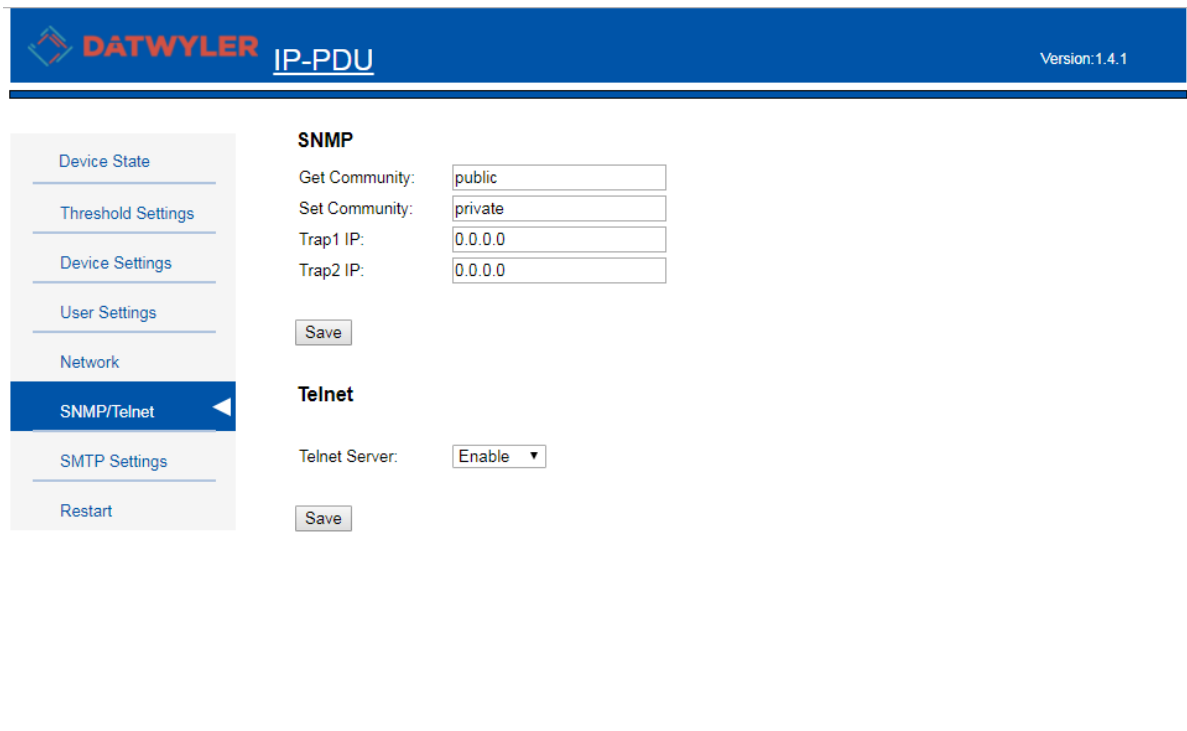 DATWYLER IP-PDU Version:1.4.1
Device State
Threshold Settings
Device Settings
User Settings
Network
SNMP/Telnet
SMTP Settings
Restart
SNMP
Get Community: public
Set Community: private
Trap1 IP: 0.0.0.0
Trap2 IP: 0.0.0.0
Save
Telnet
Telnet Server: Enable
Save